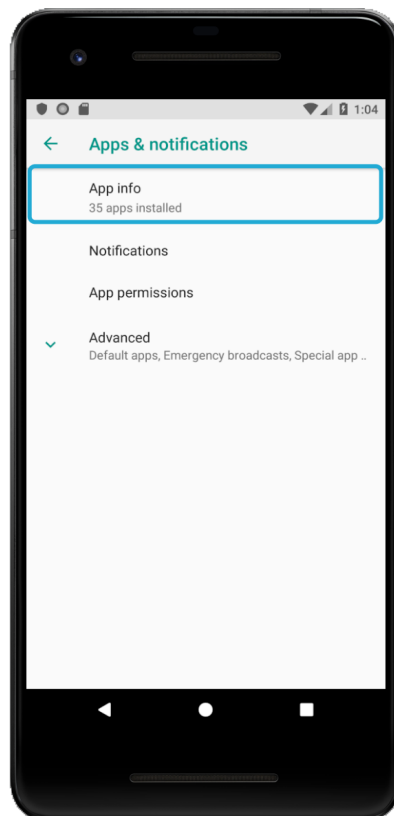 1:04
Apps & notifications
App info
35 apps installed
Notifications
App permissions
Advanced
Default apps, Emergency broadcasts, Special app ..